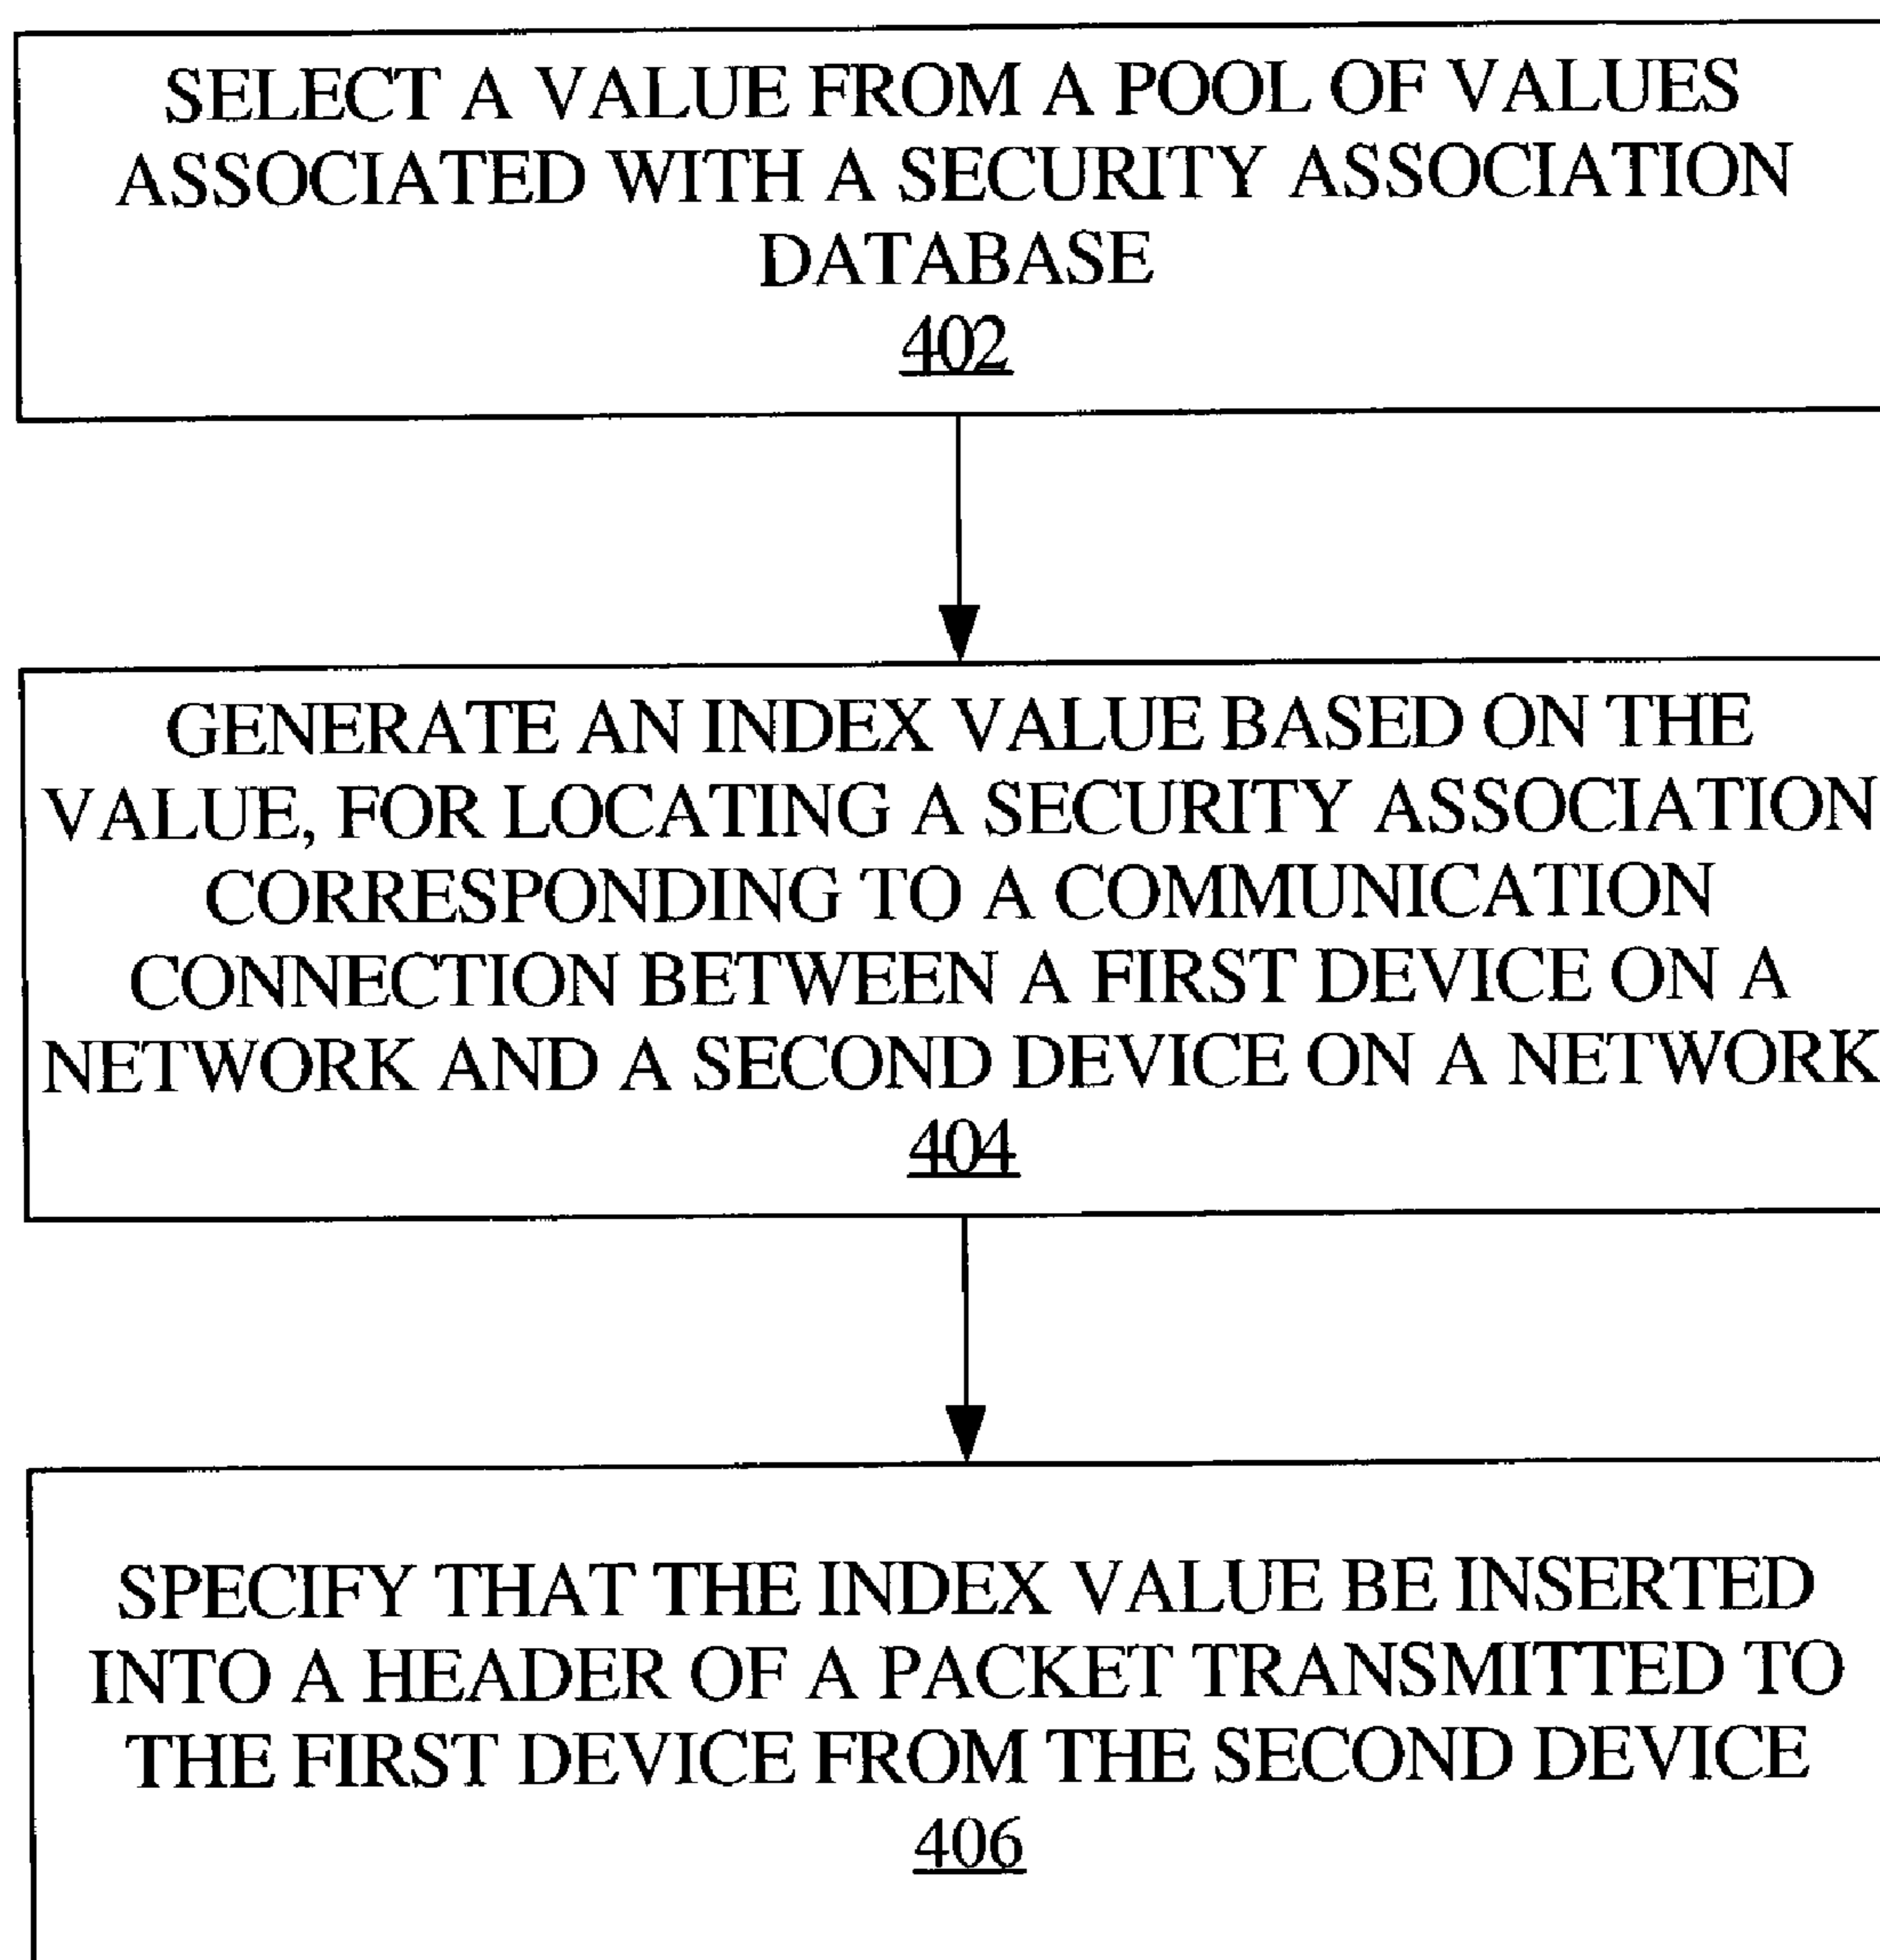 SELECT A VALUE FROM A POOL OF VALUES
ASSOCIATED WITH A SECURITY ASSOCIATION
DATABASE
402
GENERATE AN INDEX VALUE BASED ON THE
VALUE, FOR LOCATING A SECURITY ASSOCIATION
CORRESPONDING TO A COMMUNICATION
CONNECTION BETWEEN A FIRST DEVICE ON A
NETWORK AND A SECOND DEVICE ON A NETWORK
404
SPECIFY THAT THE INDEX VALUE BE INSERTED
INTO A HEADER OF A PACKET TRANSMITTED TO
THE FIRST DEVICE FROM THE SECOND DEVICE
406